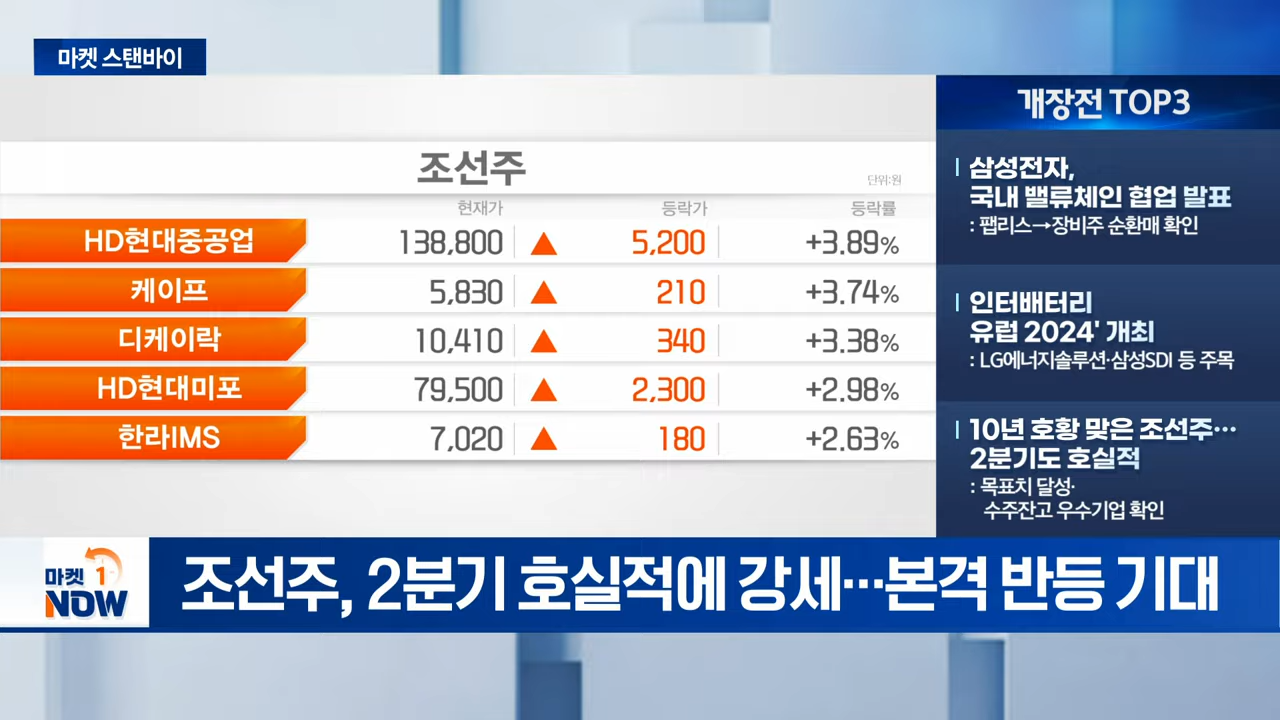 마켓 스탠바이
조선주
단위:원
현재가 등락가 등락률
HD현대중공업 138,800 ▲ 5,200 +3.89%
케이프 5,830 ▲ 210 +3.74%
디케이락 10,410 ▲ 340 +3.38%
HD현대미포 79,500 ▲ 2,300 +2.98%
한라IMS 7,020 ▲ 180 +2.63%
개장전 TOP3
삼성전자,
국내 밸류체인 협업 발표
: 팹리스→장비주 순환매 확인
인터배터리
유럽 2024' 개최
: LG에너지솔루션·삼성SDI 등 주목
10년 호황 맞은 조선주…
2분기도 호실적
: 목표치 달성·
수주잔고 우수기업 확인
마켓 1
NOW
조선주, 2분기 호실적에 강세…본격 반등 기대